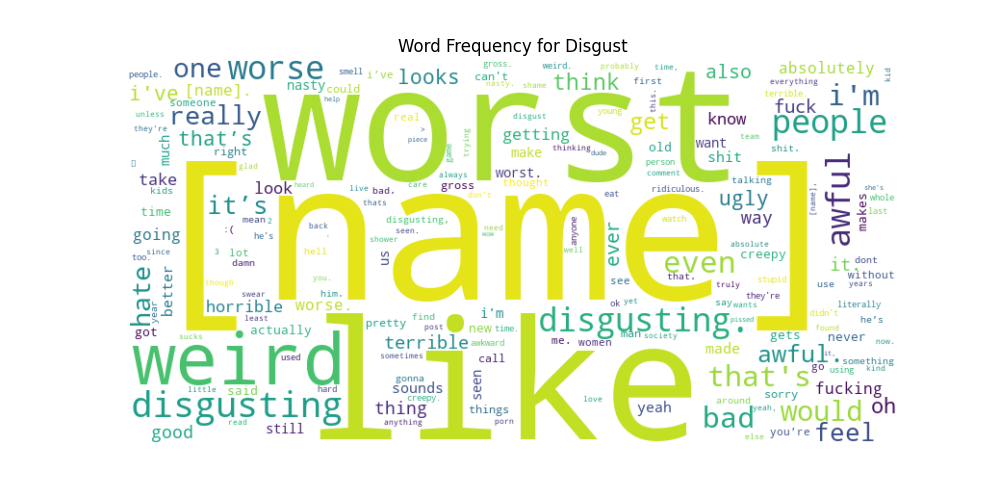 Word Frequency for Disgust
people. one worse smell i've looks gross. can't weird. think probably could time, first also absolutely everything kid
i've [name]. nasty help nasty. shame this. terrible. fuck i'm
unless someone really worst real > piece disgust young get know people
they're that's right much game trying getting make thinking dude old person comment want shit team shit.
take kids glad look heard always live bad. care gross worst. thought don't eat ridiculous. talking ugly [name]. awful makes she's whole last
time it's mean 2 back thats disgusting, need wow anyone watch way
going :( he's , seen. [name] ever absolute
since too. 3 lot damn hell shower us well even creepy it. dont without
hate year better though you. see that. truly they're stupid use years
swear horrible him. worse. ok yet say wants literally
got least actually pretty find i'm post new time. disgusting. pissed didn't he's
sucks terrible awkward me. women man society gets found never now.
weird used sometimes call made awful. it. something
little said hard gonna sounds seen like that's go using kind
disgusting creepy. thing things love around sorry fucking
read anything porn yeah bad yeah, would oh
good still else you're feel